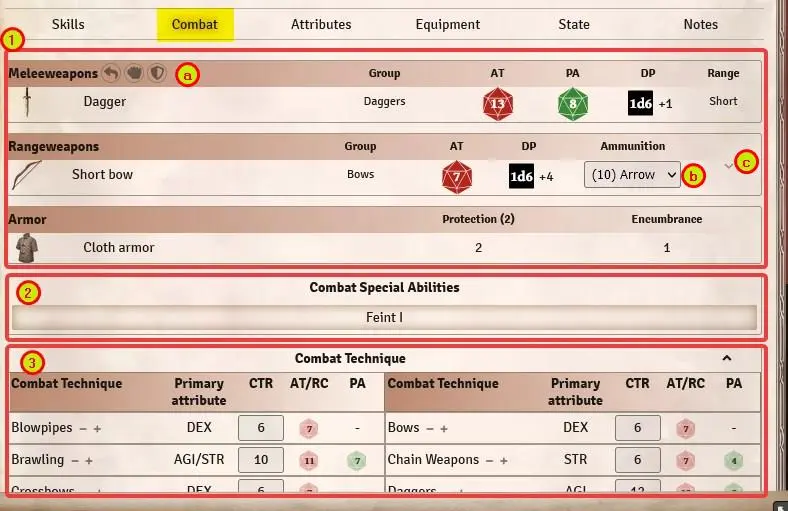 Skills Combat Attributes Equipment State Notes
1
Meleeweapons a Group AT PA DP Range
Dagger Daggers 13 8 1d6 +1 Short
Rangeweapons Group AT DP Ammunition
c
Short bow Bows 7 1d6 +4 (10) Arrow b
Armor Protection (2) Encumbrance
Cloth armor 2 1
2 Combat Special Abilities
Feint I
3 Combat Technique
Combat Technique Primary attribute CTR AT/RC PA Combat Technique Primary attribute CTR AT/RC PA
Blowpipes − + DEX 6 7 - Bows − + DEX 6 7 -
Brawling − + AGI/STR 10 11 7 Chain Weapons − + STR 6 7 4
Crossbows DEX 6 Daggers AGI 12